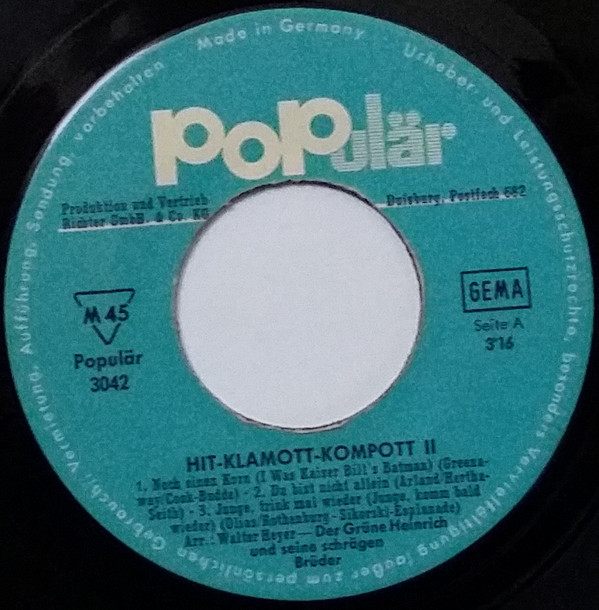 Made in Germany · Urheber- und Leistungsschutzrechte, besonders Vervielfältigung (außer zum persönlichen Gebrauch) Vermietung, Aufführung, Sendung, vorbehalten
populär
Produktion und Vertrieb
Richter GmbH. & Co. KG
Duisburg, Postfach 682
M 45
Populär
3042
GEMA
Seite A
3'16
HIT-KLAMOTT-KOMPOTT II
1. Noch einen Korn (I Was Kaiser Bill's Batman) (Greena-
way/Cook-Budde) - 2. Du bist nicht allein (Arland/Hertha-
Seith) - 3. Junge, trink mal wieder (Junge, komm bald
wieder) (Olsas/Rothenburg - Sikorski-Esplanade)
Arr.: Walter Heyer — Der Grüne Heinrich
und seine schrägen
Brüder